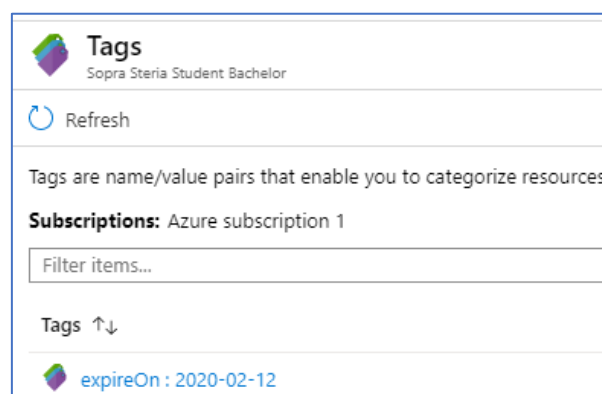 Tags
Sopra Steria Student Bachelor
Refresh
Tags are name/value pairs that enable you to categorize resources
Subscriptions: Azure subscription 1
Filter items...
Tags ↑↓
expireOn : 2020-02-12